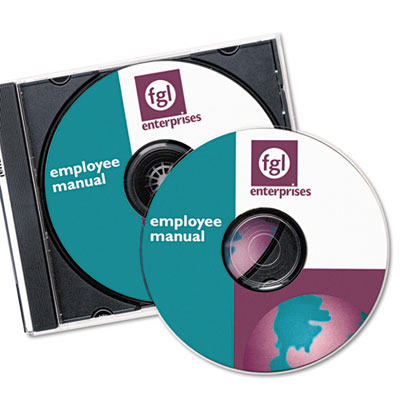 fgl
enterprises
employee
manual
fgl
enterprises
employee
manual